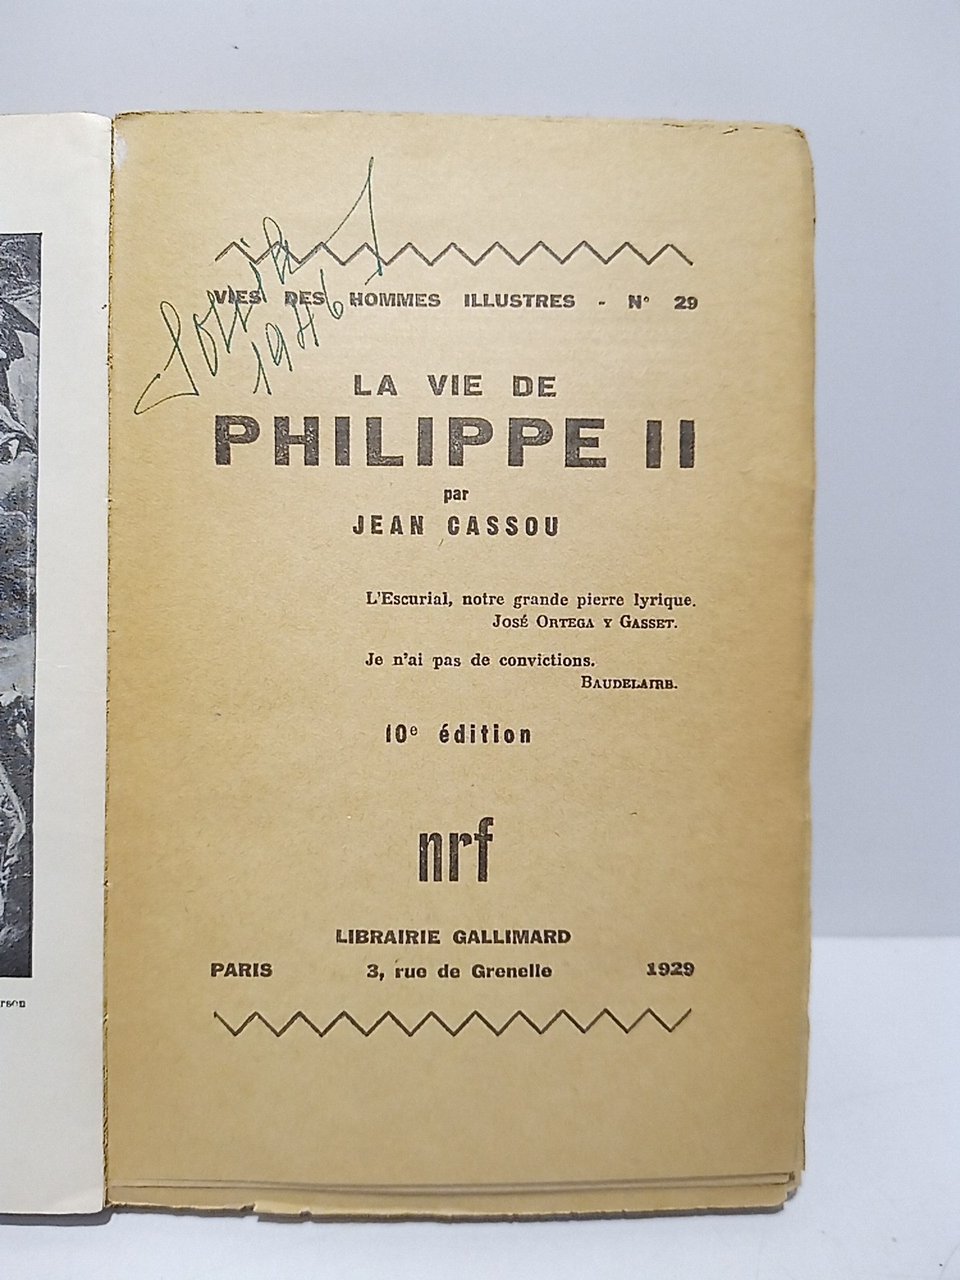 1946
VIES DES HOMMES ILLUSTRES - N° 29
LA VIE DE
PHILIPPE II
par
JEAN CASSOU
L'Escurial, notre grande pierre lyrique.
JOSÉ ORTEGA Y GASSET.
Je n'ai pas de convictions.
BAUDELAIRE.
10e édition
nrf
LIBRAIRIE GALLIMARD
PARIS 3, rue de Grenelle 1929
rson